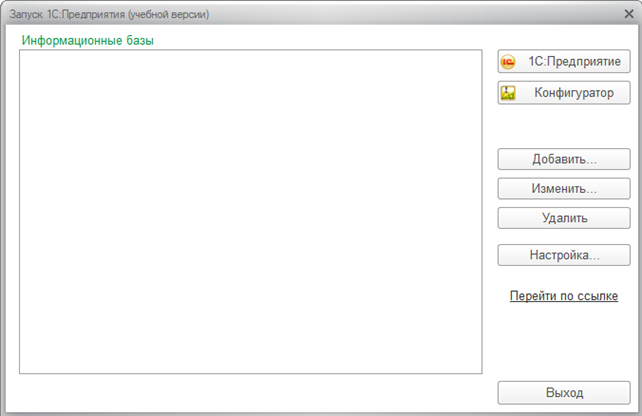 Запуск 1С:Предприятия (учебной версии)
Информационные базы
1С:Предприятие
Конфигуратор
Добавить...
Изменить...
Удалить
Настройка...
Перейти по ссылке
Выход